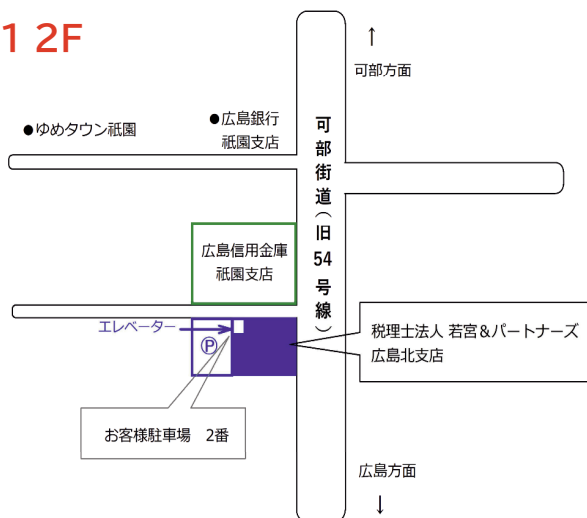 1 2F
↑
可部方面
●広島銀行
祇園支店
●ゆめタウン祇園
可部街道(旧54号線)
広島信用金庫
祇園支店
エレベーター
Ⓟ
税理士法人 若宮&パートナーズ
広島北支店
お客様駐車場 2番
広島方面
↓